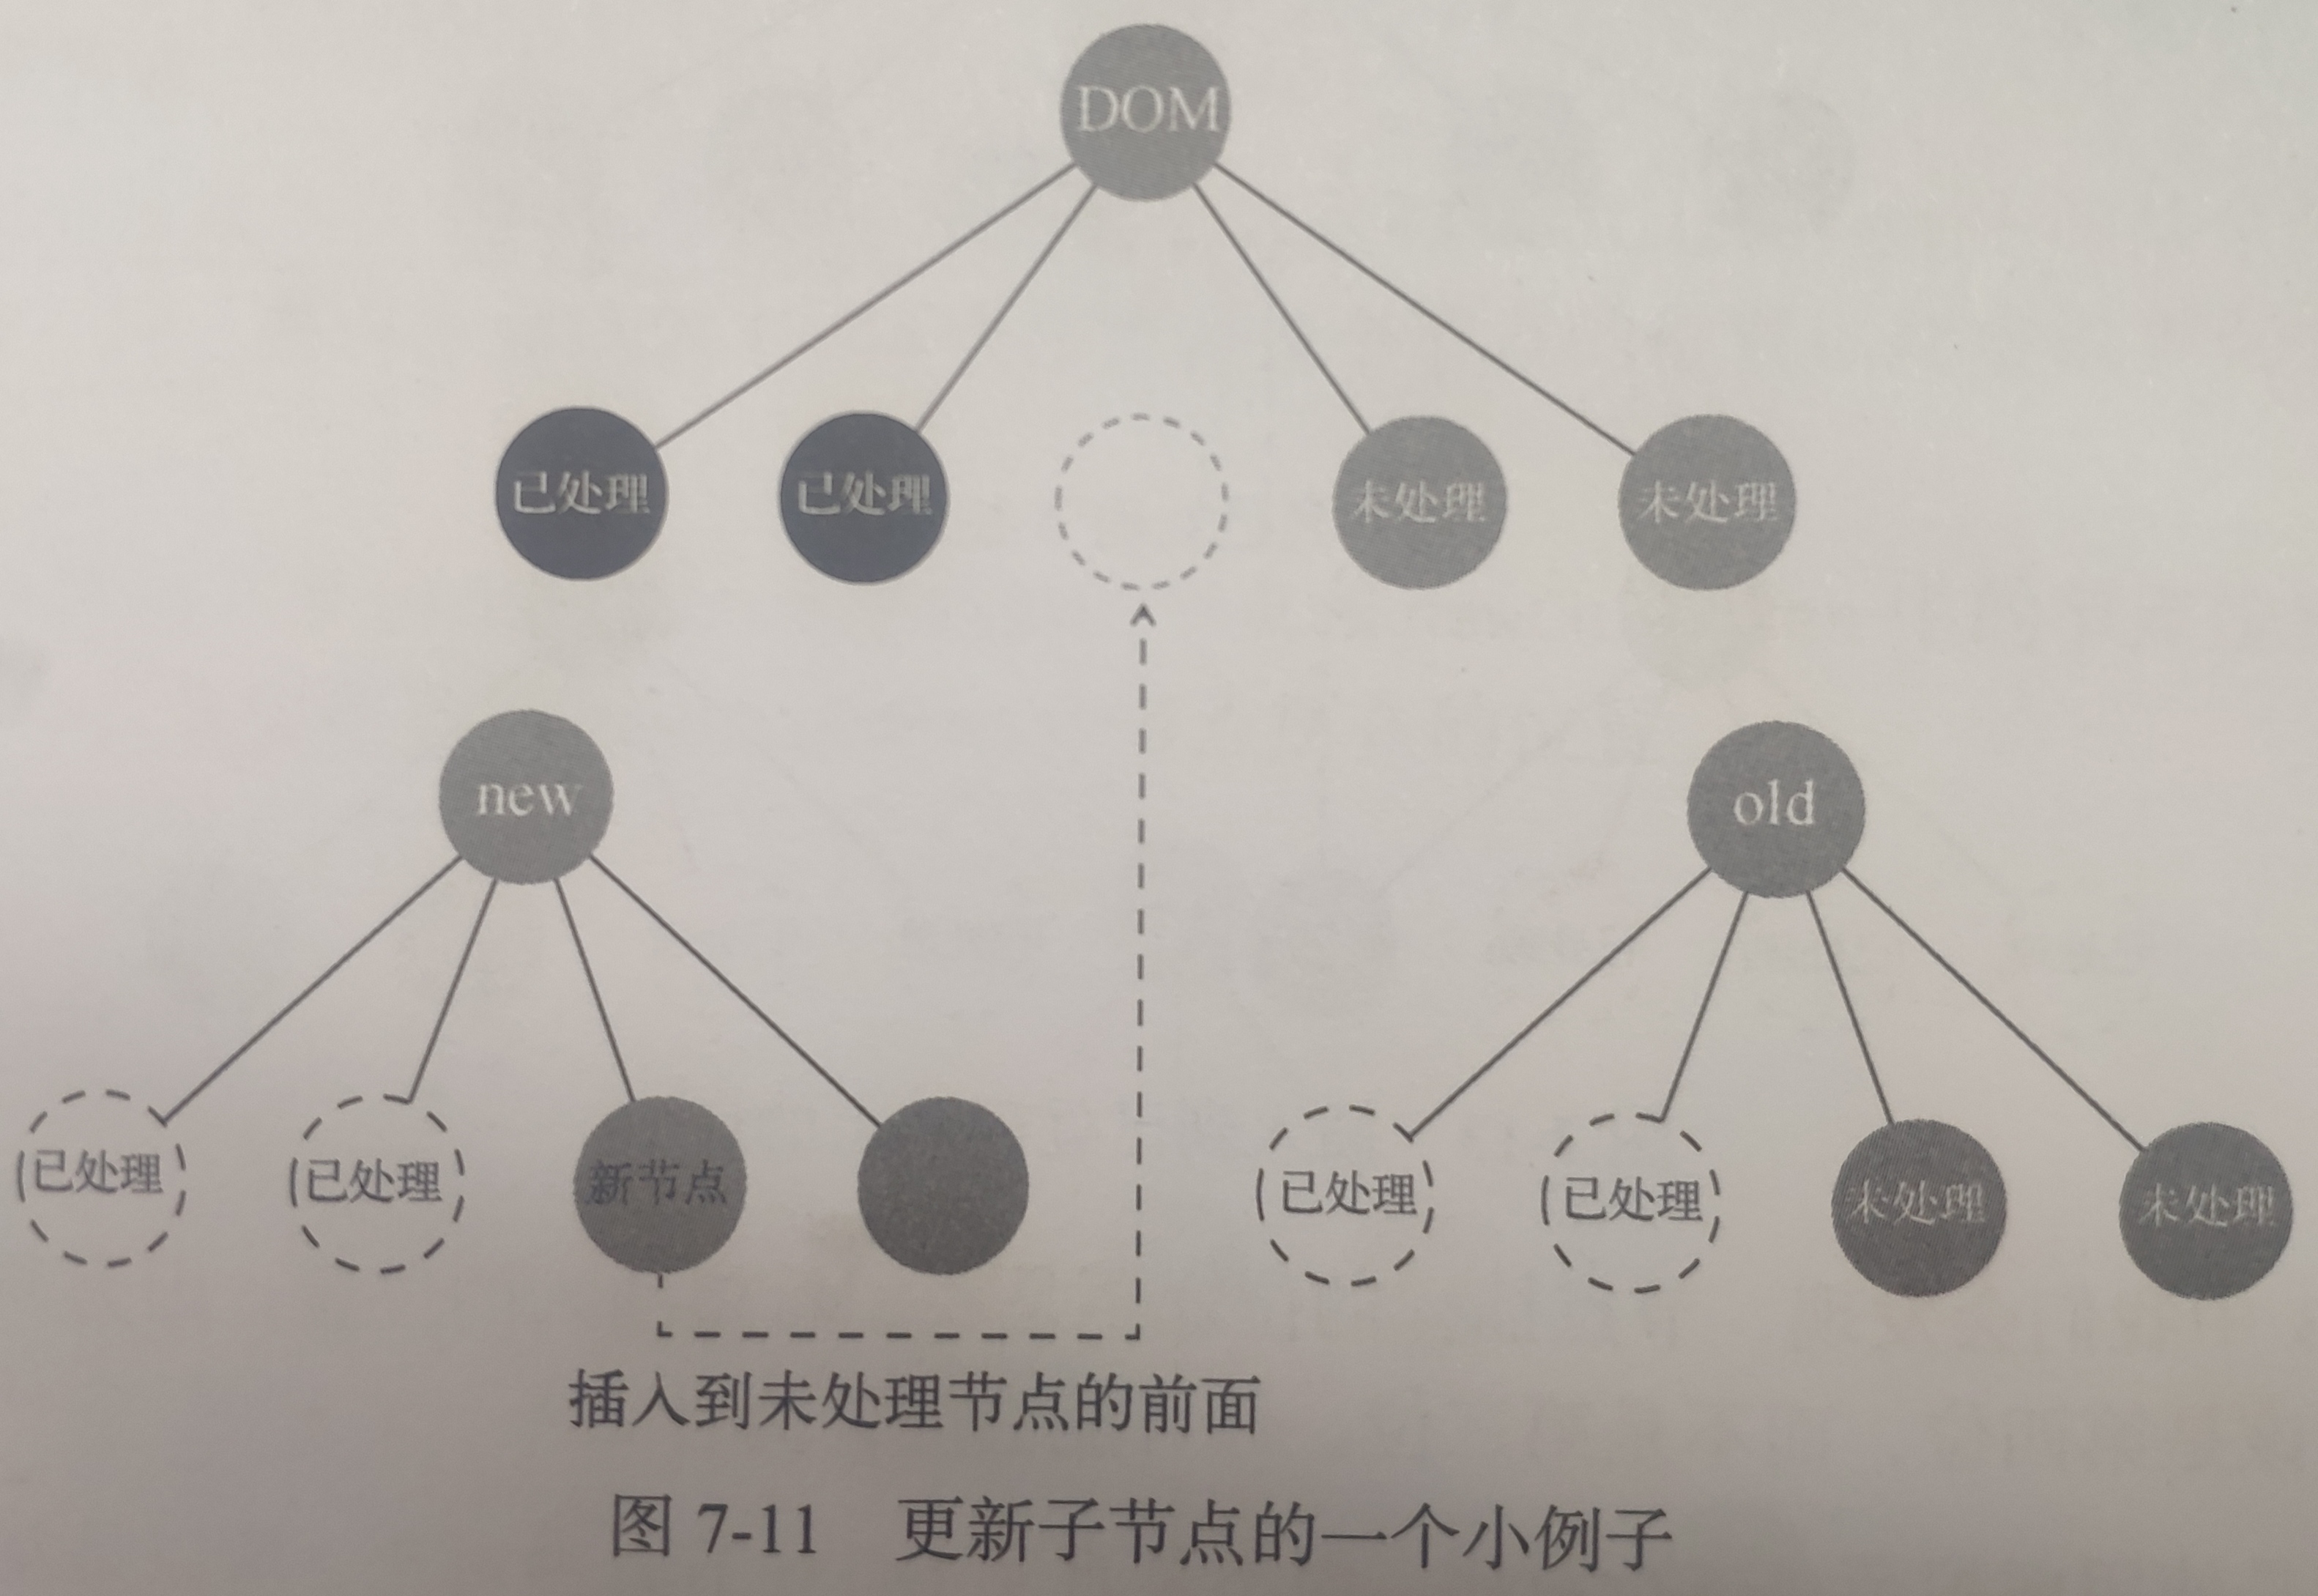 DOM
已处理
已处理
未处理
未处理
new
old
已处理
已处理
新节点
已处理
已处理
未处理
未处理
插入到未处理节点的前面
图 7-11 更新子节点的一个小例子